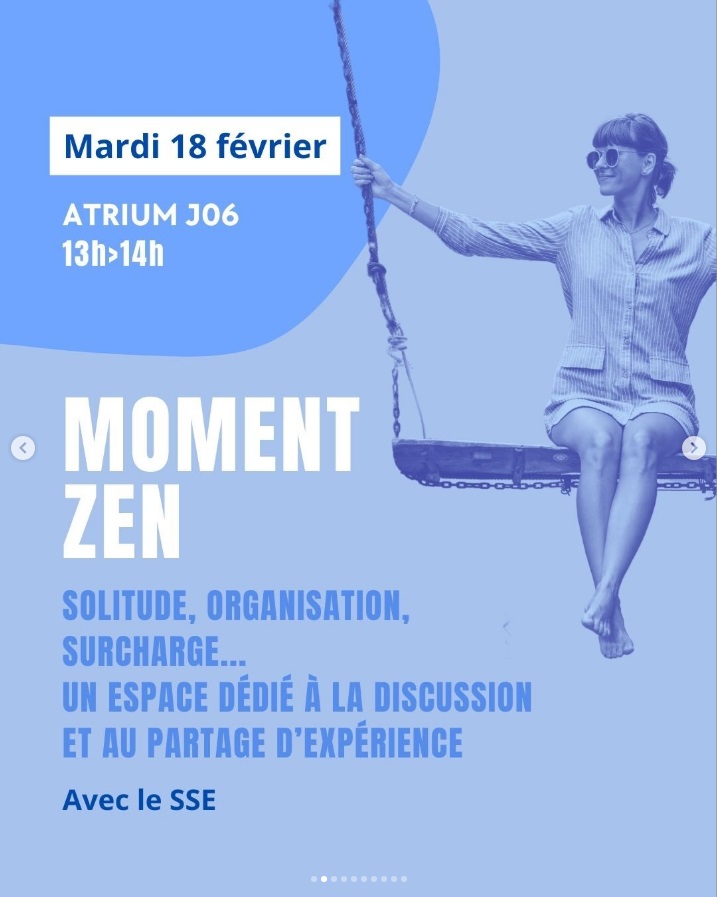 Mardi 18 février
ATRIUM J06
13h>14h
MOMENT
ZEN
SOLITUDE, ORGANISATION,
SURCHARGE...
UN ESPACE DÉDIÉ À LA DISCUSSION
ET AU PARTAGE D'EXPÉRIENCE
Avec le SSE